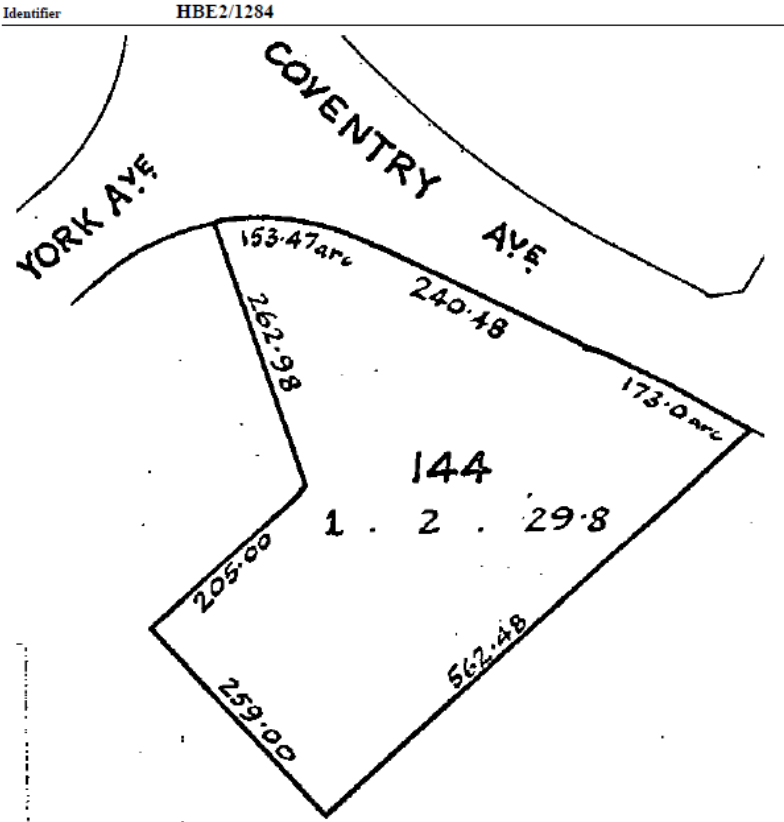 Identifier HBE2/1284
COVENTRY AVE
YORK AVE
153.47 arc
240.48
262.98
173.0 arc
144
1 . 2 . 29.8
205.00
562.48
259.00